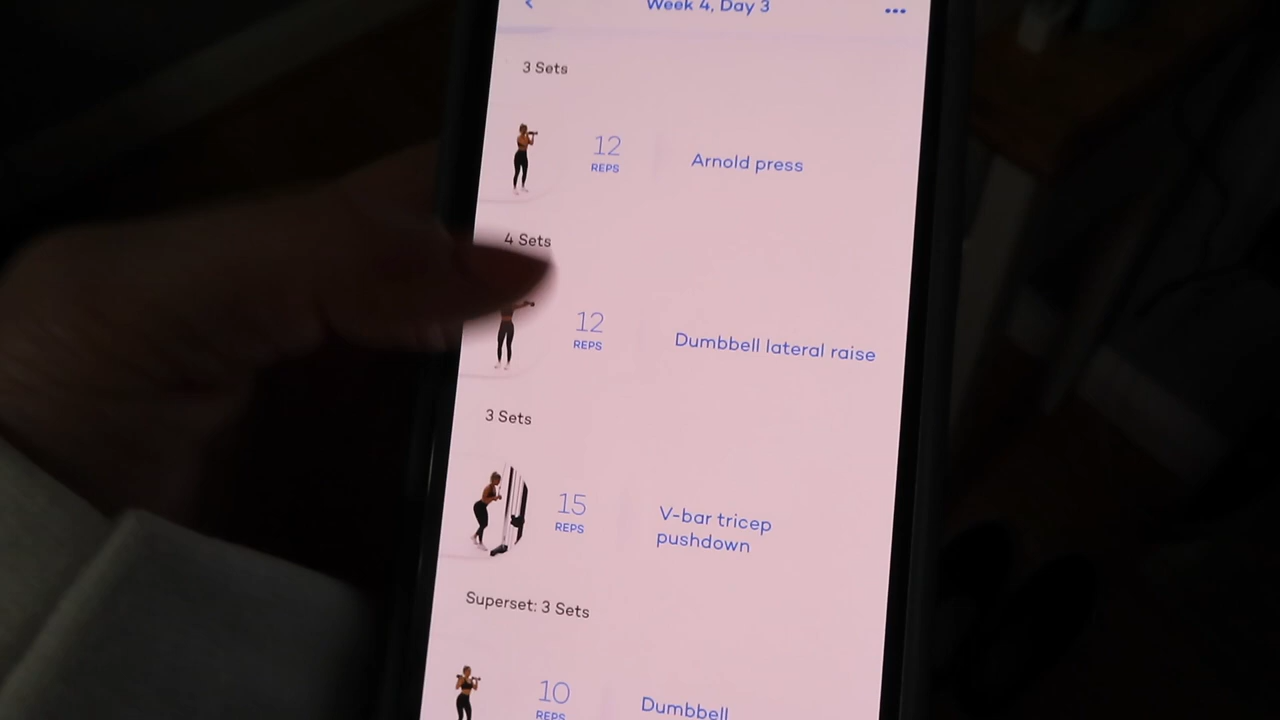 Week 4, Day 3
3 Sets
12
REPS
Arnold press
4 Sets
12
REPS
Dumbbell lateral raise
3 Sets
15
REPS
V-bar tricep
pushdown
Superset: 3 Sets
10
REPS
Dumbbell